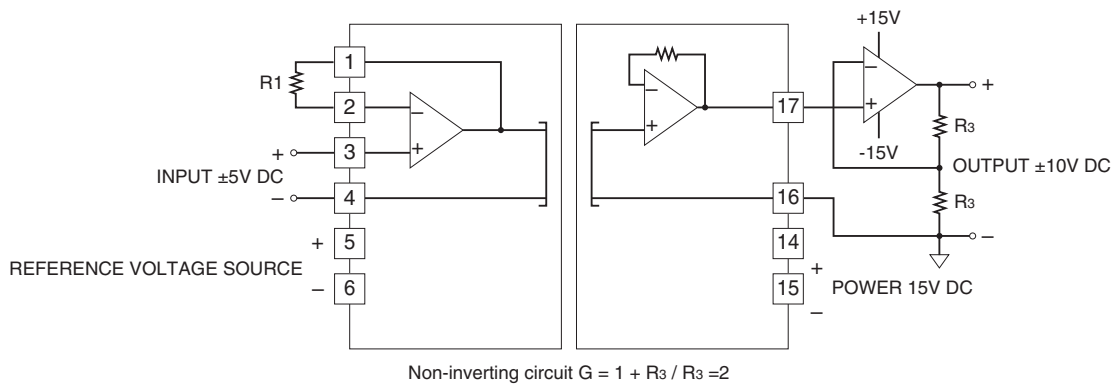 +15V
1
R1
2
−
−
−
17
+
+
3
+
+
+
R3
INPUT ±5V DC
-15V
OUTPUT ±10V DC
−
4
16
R3
−
+
5
14
REFERENCE VOLTAGE SOURCE
+
−
6
15
POWER 15V DC
−
Non-inverting circuit G = 1 + R3 / R3 =2